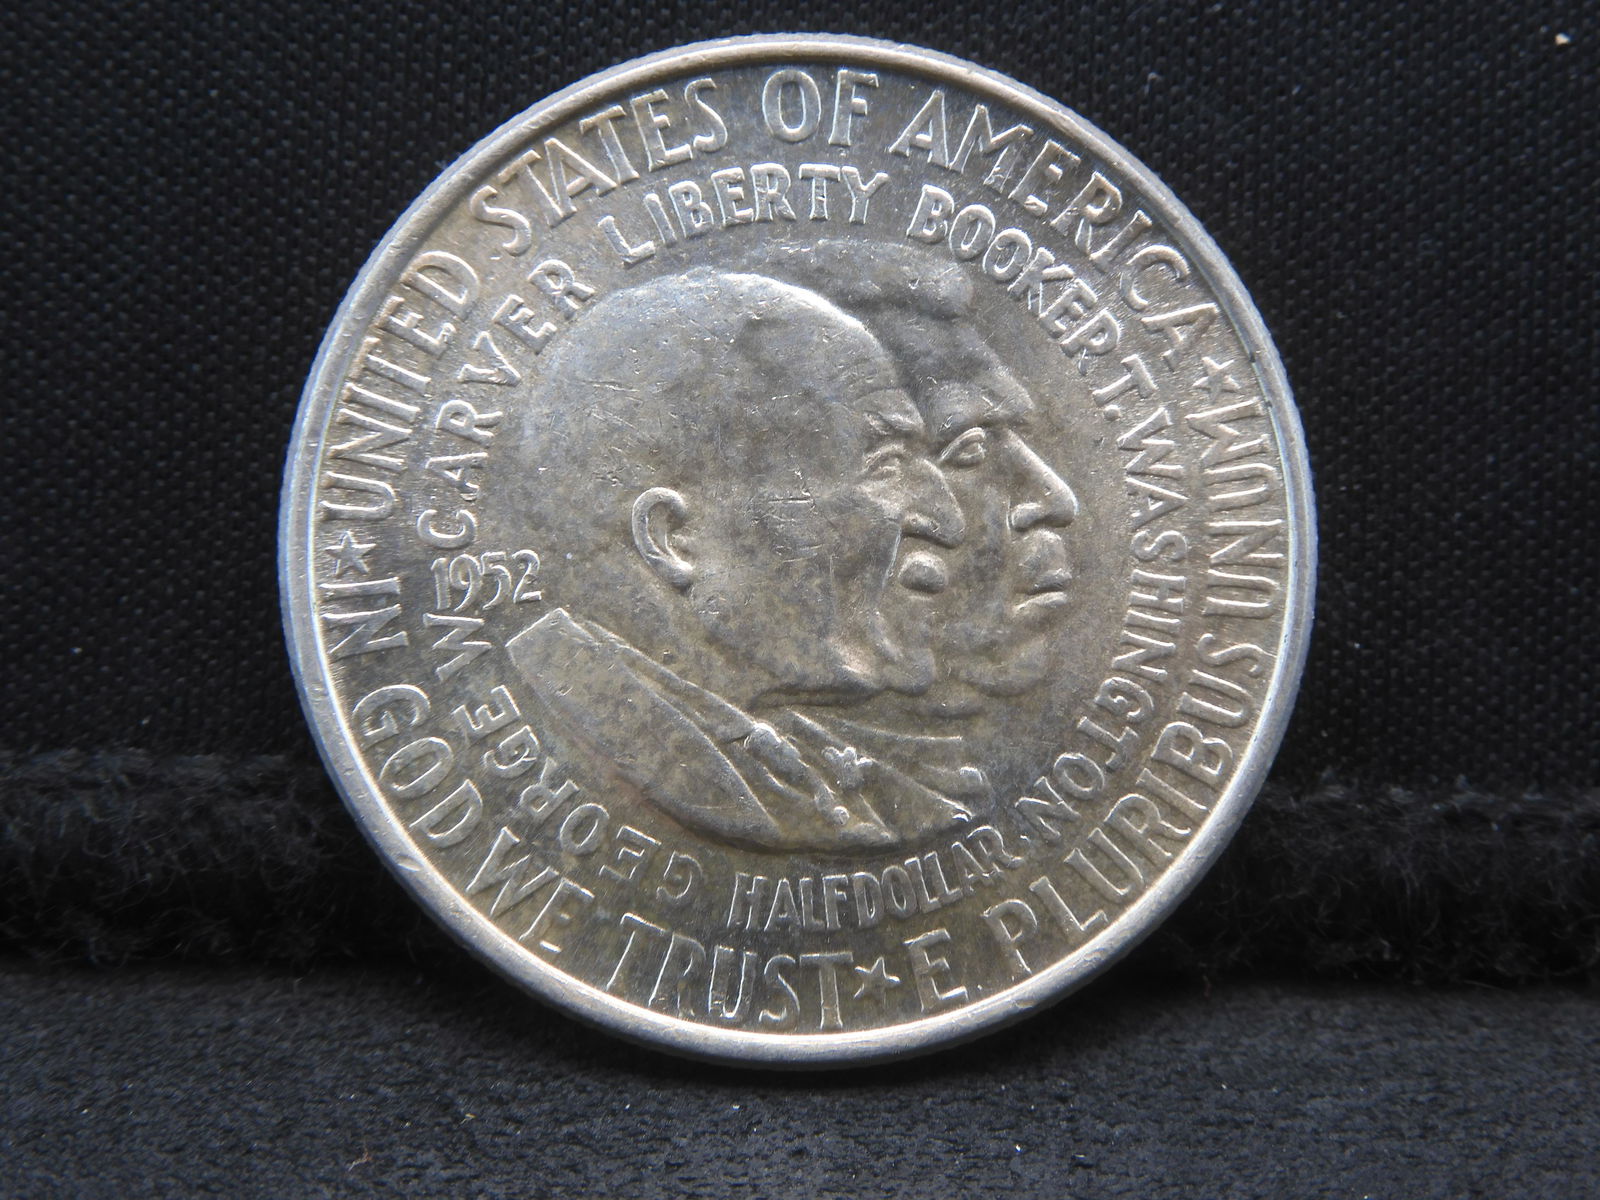 ★ UNITED STATES OF AMERICA ★
IN GOD WE TRUST ★ E PLURIBUS UNUM
GEORGE W CARVER LIBERTY BOOKER T. WASHINGTON ·
HALF DOLLAR
1952